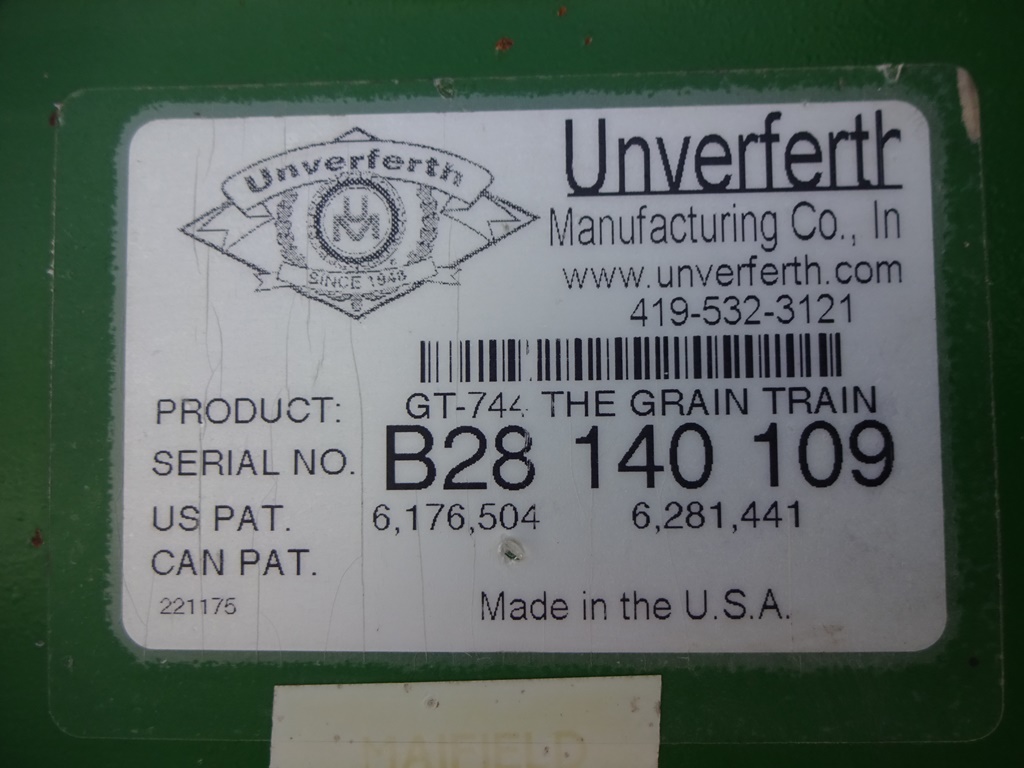 Unverferth
UM
SINCE 1948
Unverferth
Manufacturing Co., In
www.unverferth.com
419-532-3121
PRODUCT: GT-744 THE GRAIN TRAIN
SERIAL NO. B28 140 109
US PAT. 6,176,504 6,281,441
CAN PAT.
221175
Made in the U.S.A.